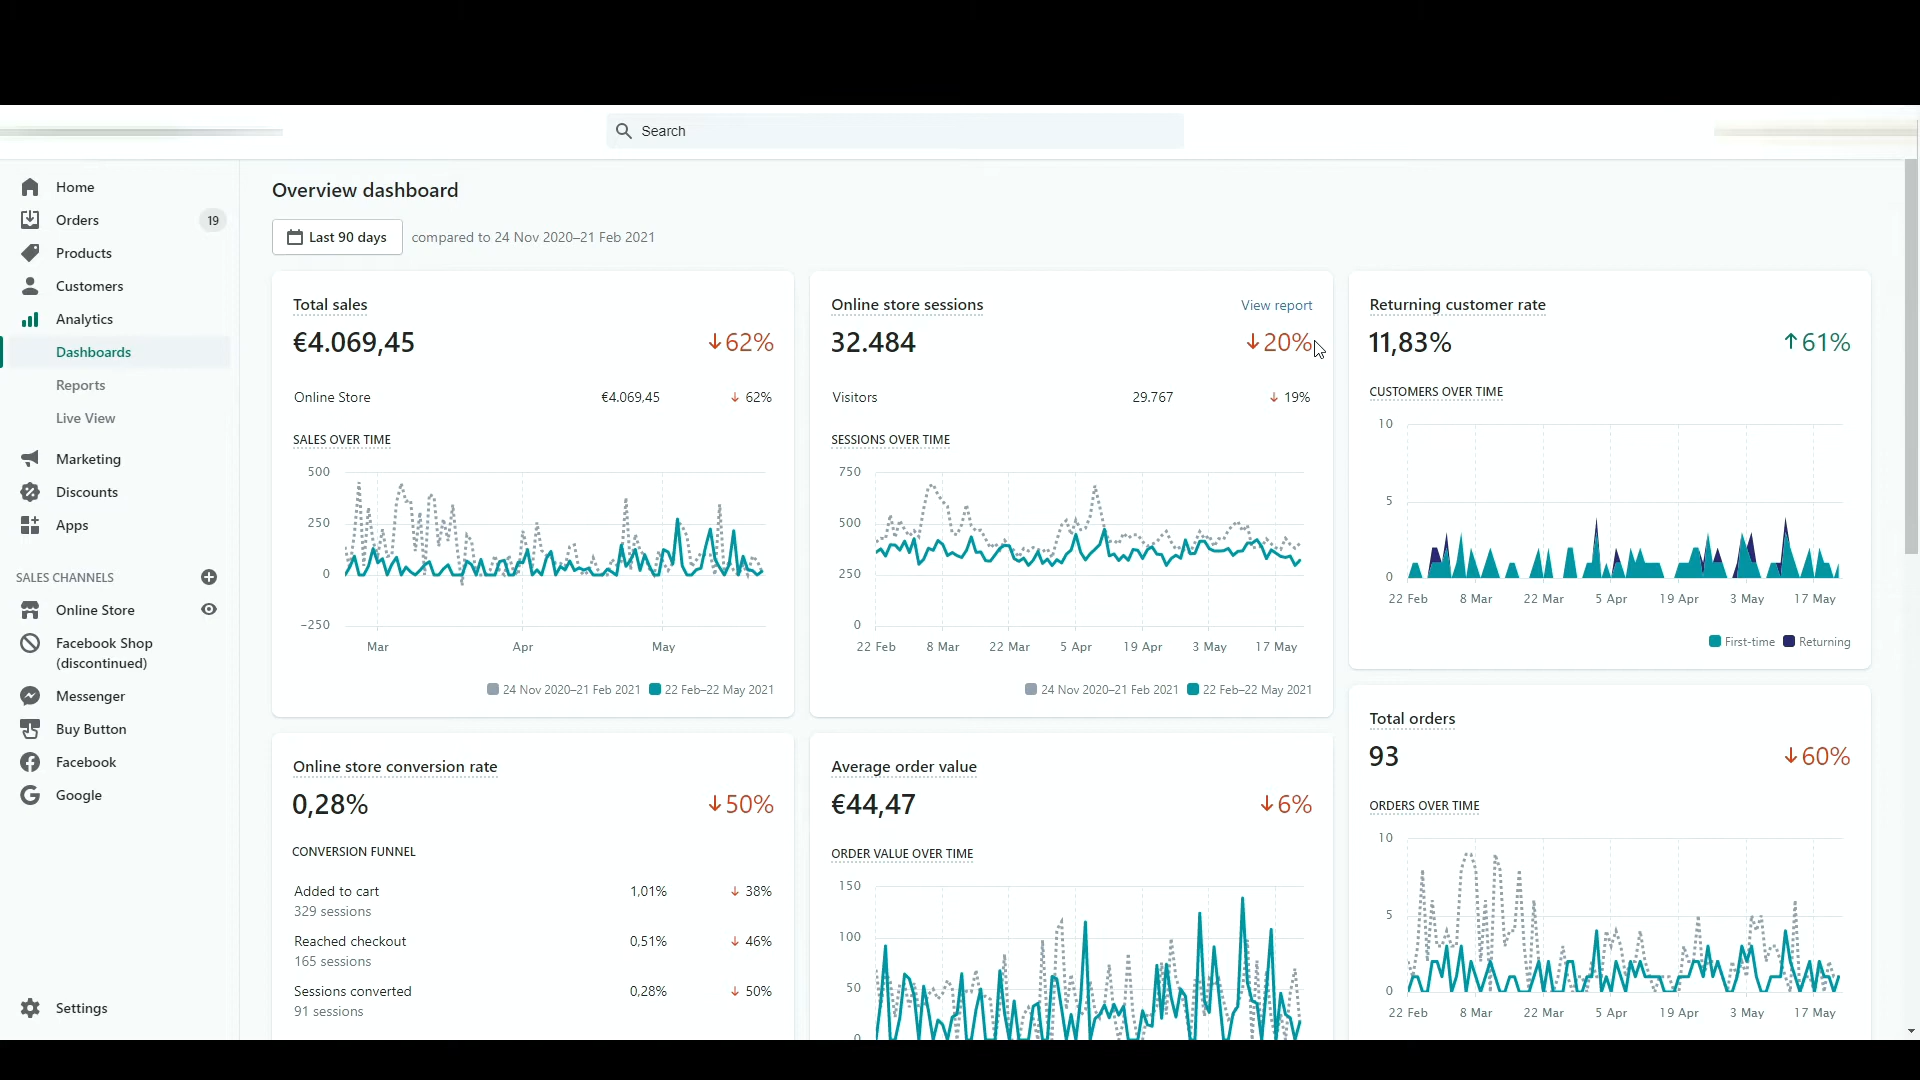 Search
Home
Orders 19
Products
Customers
Analytics
Dashboards
Reports
Live View
Marketing
Discounts
Apps
SALES CHANNELS
Online Store
Facebook Shop
(discontinued)
Messenger
Buy Button
Facebook
Google
Settings
Overview dashboard
Last 90 days compared to 24 Nov 2020–21 Feb 2021
Total sales
€4.069,45 ↓62%
Online Store €4.069,45 ↓ 62%
SALES OVER TIME
500
250
0
-250
Mar Apr May
24 Nov 2020–21 Feb 2021 22 Feb–22 May 2021
Online store sessions View report
32.484 ↓20%
Visitors 29.767 ↓ 19%
SESSIONS OVER TIME
750
500
250
0
22 Feb 8 Mar 22 Mar 5 Apr 19 Apr 3 May 17 May
24 Nov 2020–21 Feb 2021 22 Feb–22 May 2021
Returning customer rate
11,83% ↑61%
CUSTOMERS OVER TIME
10
5
0
22 Feb 8 Mar 22 Mar 5 Apr 19 Apr 3 May 17 May
First-time Returning
Online store conversion rate
0,28% ↓50%
CONVERSION FUNNEL
Added to cart 1,01% ↓ 38%
329 sessions
Reached checkout 0,51% ↓ 46%
165 sessions
Sessions converted 0,28% ↓ 50%
91 sessions
Average order value
€44,47 ↓6%
ORDER VALUE OVER TIME
150
100
50
0
Total orders
93 ↓60%
ORDERS OVER TIME
10
5
0
22 Feb 8 Mar 22 Mar 5 Apr 19 Apr 3 May 17 May